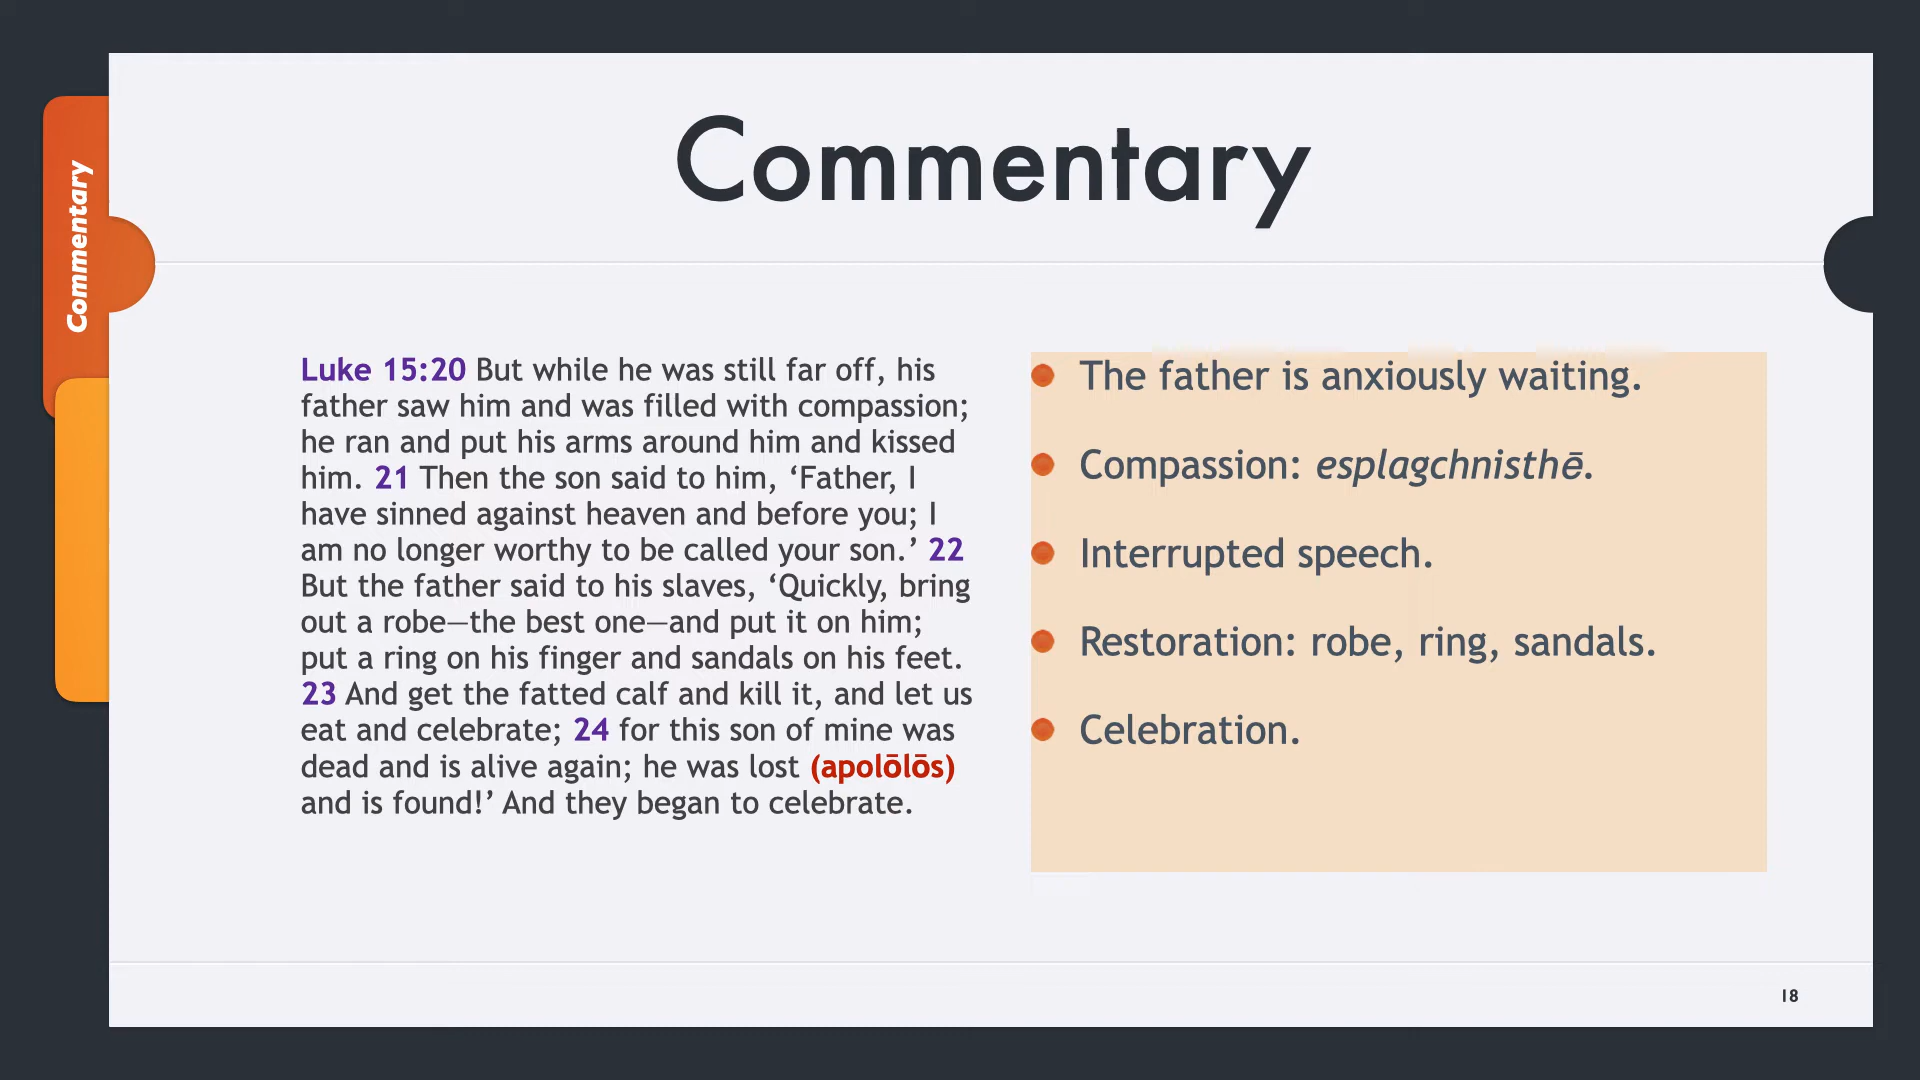 Commentary
Commentary
Luke 15:20 But while he was still far off, his
father saw him and was filled with compassion;
he ran and put his arms around him and kissed
him. 21 Then the son said to him, ‘Father, I
have sinned against heaven and before you; I
am no longer worthy to be called your son.’ 22
But the father said to his slaves, ‘Quickly, bring
out a robe—the best one—and put it on him;
put a ring on his finger and sandals on his feet.
23 And get the fatted calf and kill it, and let us
eat and celebrate; 24 for this son of mine was
dead and is alive again; he was lost (apolōlōs)
and is found!’ And they began to celebrate.
The father is anxiously waiting.
Compassion: esplagchnisthē.
Interrupted speech.
Restoration: robe, ring, sandals.
Celebration.
18